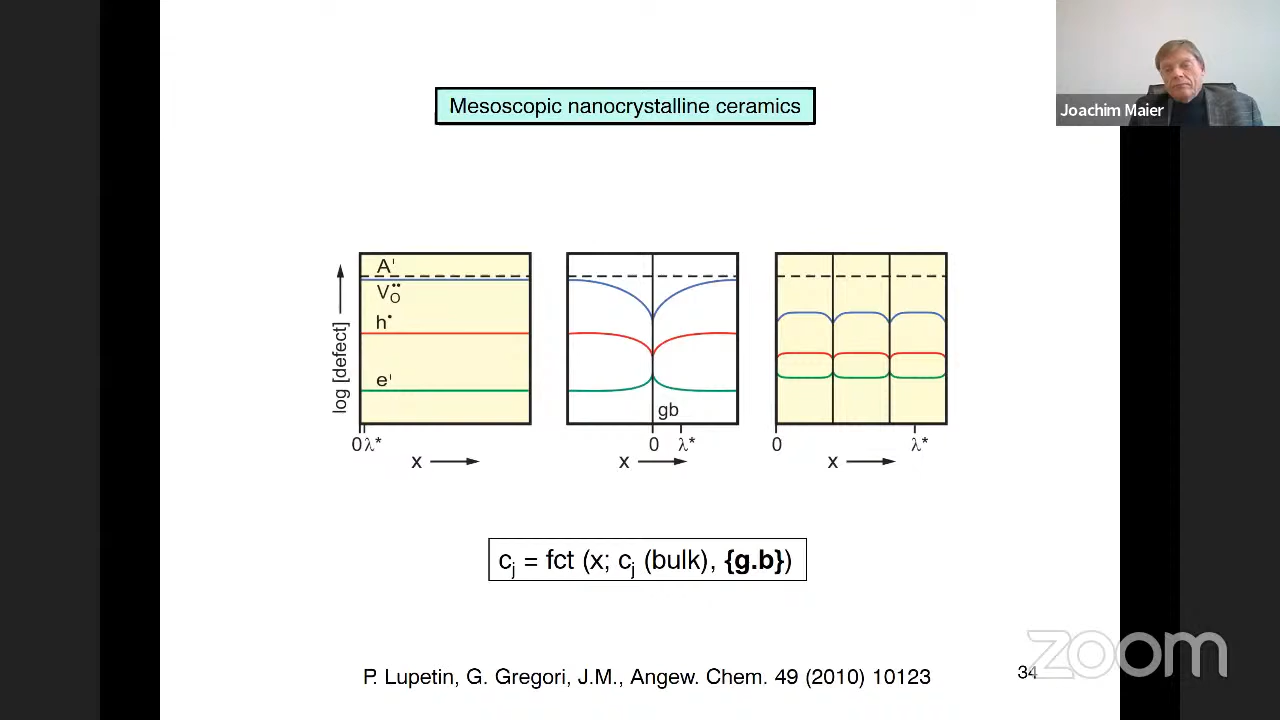 Joachim Maier
Mesoscopic nanocrystalline ceramics
log [defect]
A'
V_O^••
h•
e'
0 λ*
x
gb
0 λ*
x
0 λ*
x
c_j = fct (x; c_j (bulk), {g.b})
P. Lupetin, G. Gregori, J.M., Angew. Chem. 49 (2010) 10123
34
zoom